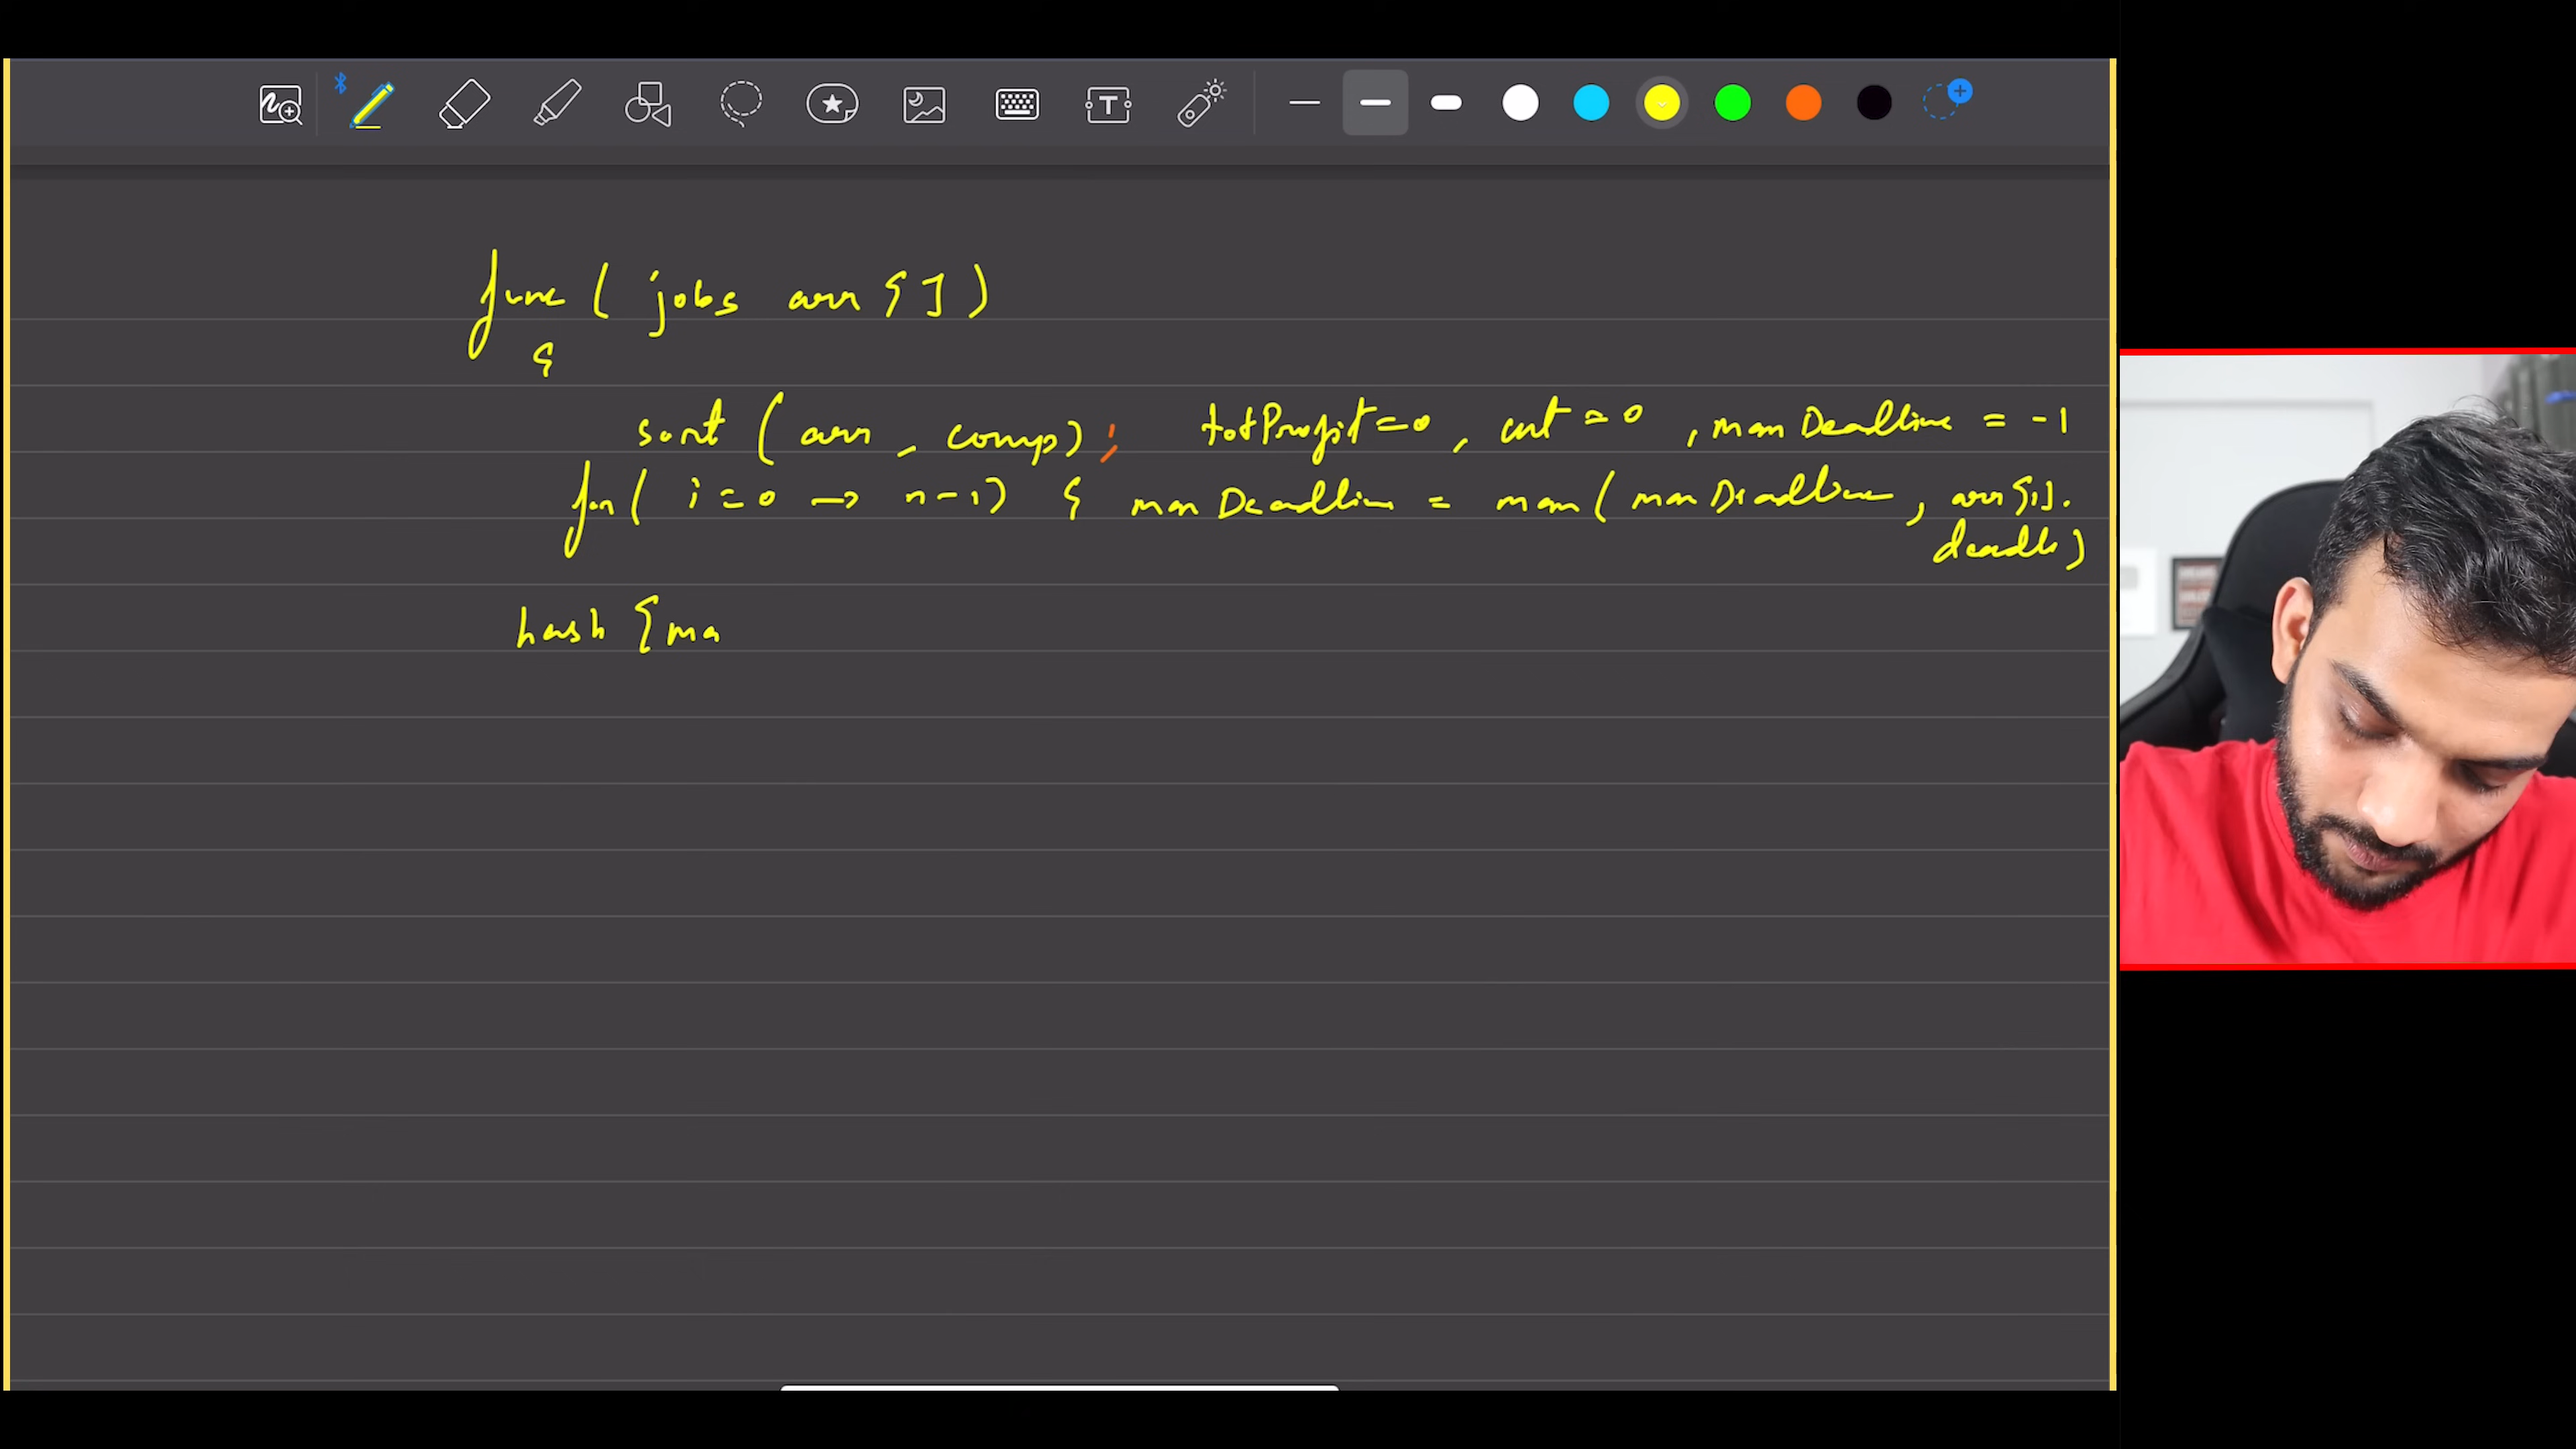 func ( jobs arr [ ] )
{
sort ( arr , comp ) ; totProfit = 0 , cnt = 0 , maxDeadline = -1
for ( i = 0 → n - 1 ) { maxDeadline = max ( maxDeadline , arr [i] .
deadli )
hash [ ma
T